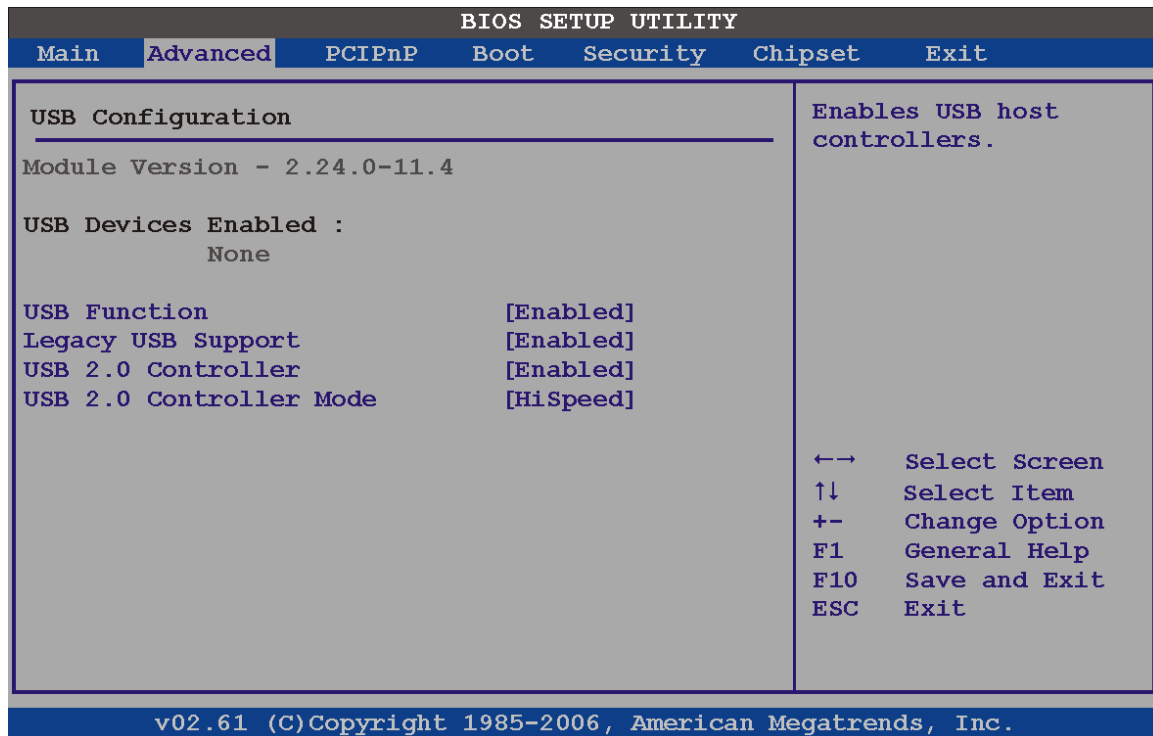 BIOS SETUP UTILITY
Main Advanced PCIPnP Boot Security Chipset Exit
USB Configuration
Module Version - 2.24.0-11.4
USB Devices Enabled :
None
USB Function [Enabled]
Legacy USB Support [Enabled]
USB 2.0 Controller [Enabled]
USB 2.0 Controller Mode [HiSpeed]
Enables USB host
controllers.
←→ Select Screen
↑↓ Select Item
+- Change Option
F1 General Help
F10 Save and Exit
ESC Exit
v02.61 (C)Copyright 1985-2006, American Megatrends, Inc.